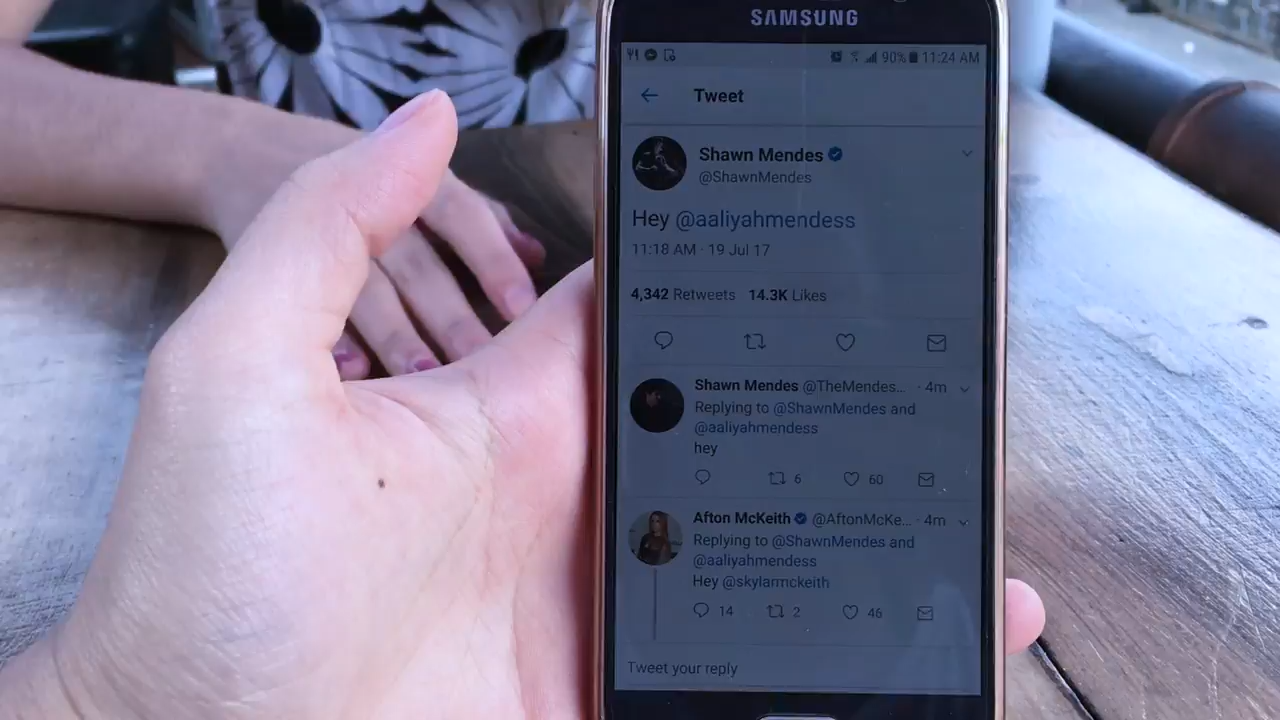 SAMSUNG
90% 11:24 AM
Tweet
Shawn Mendes
@ShawnMendes
Hey @aaliyahmendess
11:18 AM · 19 Jul 17
4,342 Retweets 14.3K Likes
Shawn Mendes @TheMendes... · 4m
Replying to @ShawnMendes and
@aaliyahmendess
hey
6 60
Afton McKeith @AftonMcKe... · 4m
Replying to @ShawnMendes and
@aaliyahmendess
Hey @skylarmckeith
14 2 46
Tweet your reply